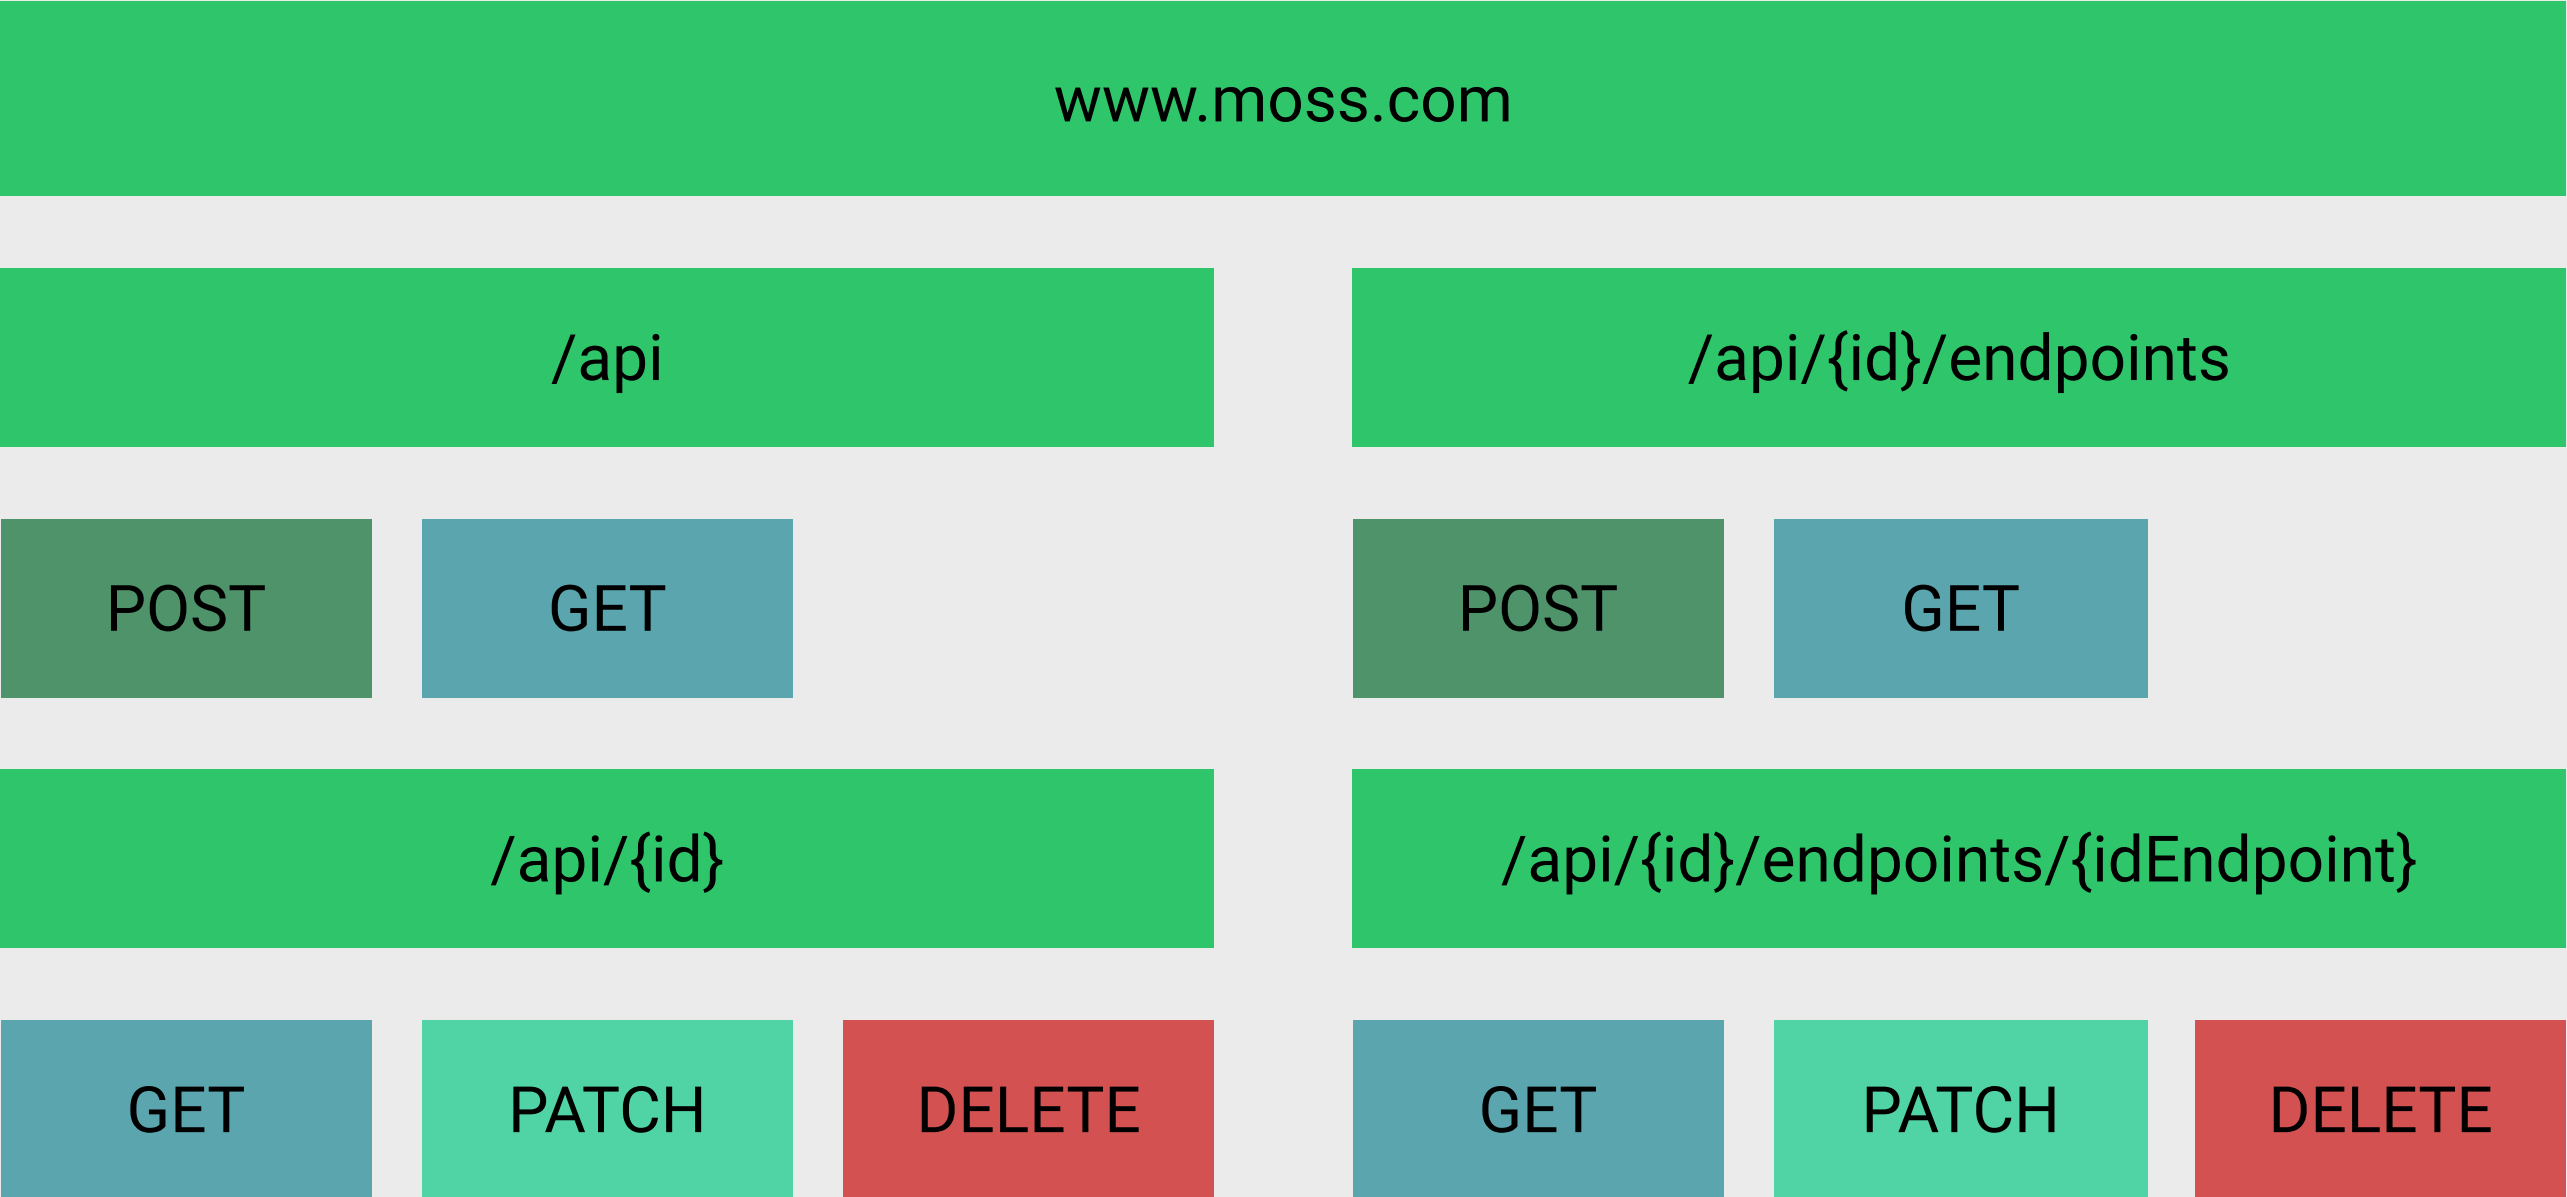 www.moss.com
/api
/api/{id}/endpoints
POST
GET
POST
GET
/api/{id}
/api/{id}/endpoints/{idEndpoint}
GET
PATCH
DELETE
GET
PATCH
DELETE